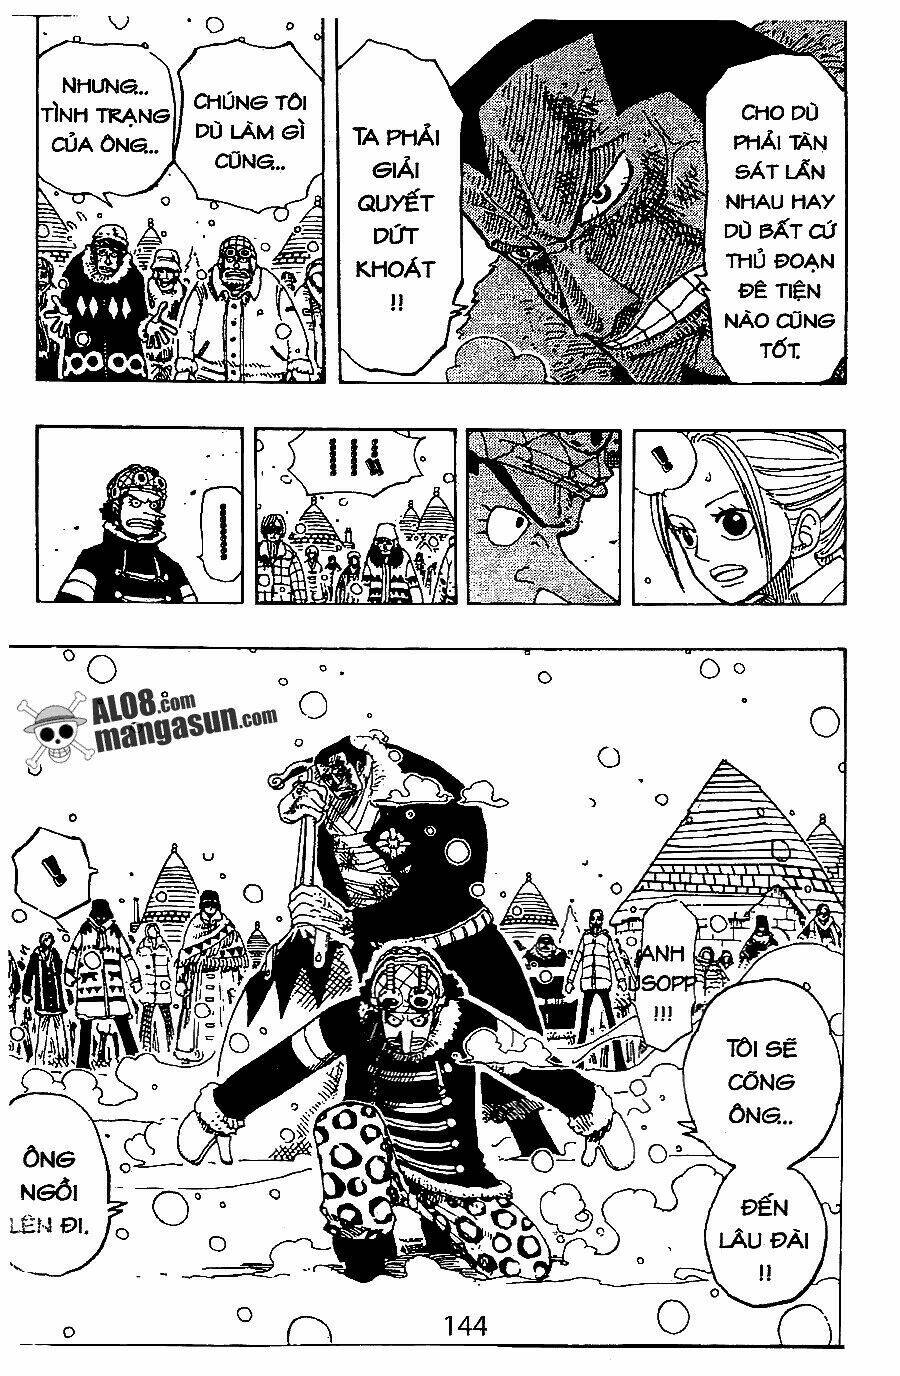 CHO DÙ
PHẢI TÀN
SÁT LẪN
NHAU HAY
DÙ BẤT CỨ
THỦ ĐOẠN
ĐÊ TIỆN
NÀO CŨNG
TỐT.
TA PHẢI
GIẢI
QUYẾT
DỨT
KHOÁT
!!
CHÚNG TÔI
DÙ LÀM GÌ
CŨNG...
NHƯNG...
TÌNH TRẠNG
CỦA ÔNG...
!!
AL08.com
mangasun.com
!!
ANH
USOPP
!!!
TÔI SẼ
CÕNG
ÔNG...
ĐẾN
LÂU ĐÀI
!!
ÔNG
NGỒI
LÊN ĐI.
144